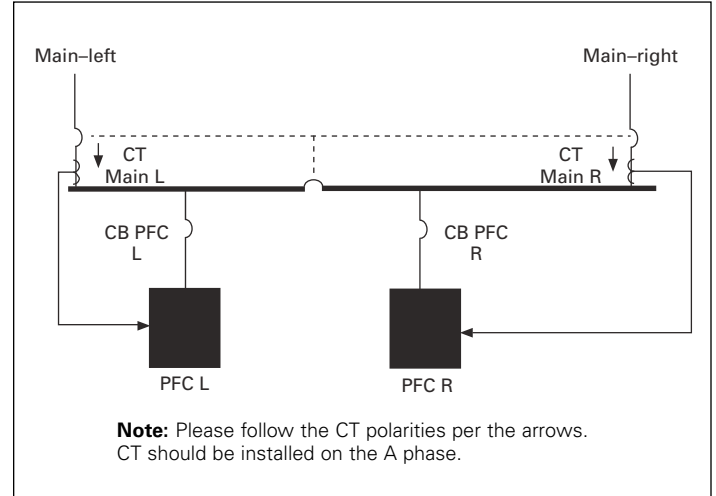 Main–left
Main–right
CT
Main L
CT
Main R
CB PFC
L
CB PFC
R
PFC L
PFC R
Note: Please follow the CT polarities per the arrows.
CT should be installed on the A phase.